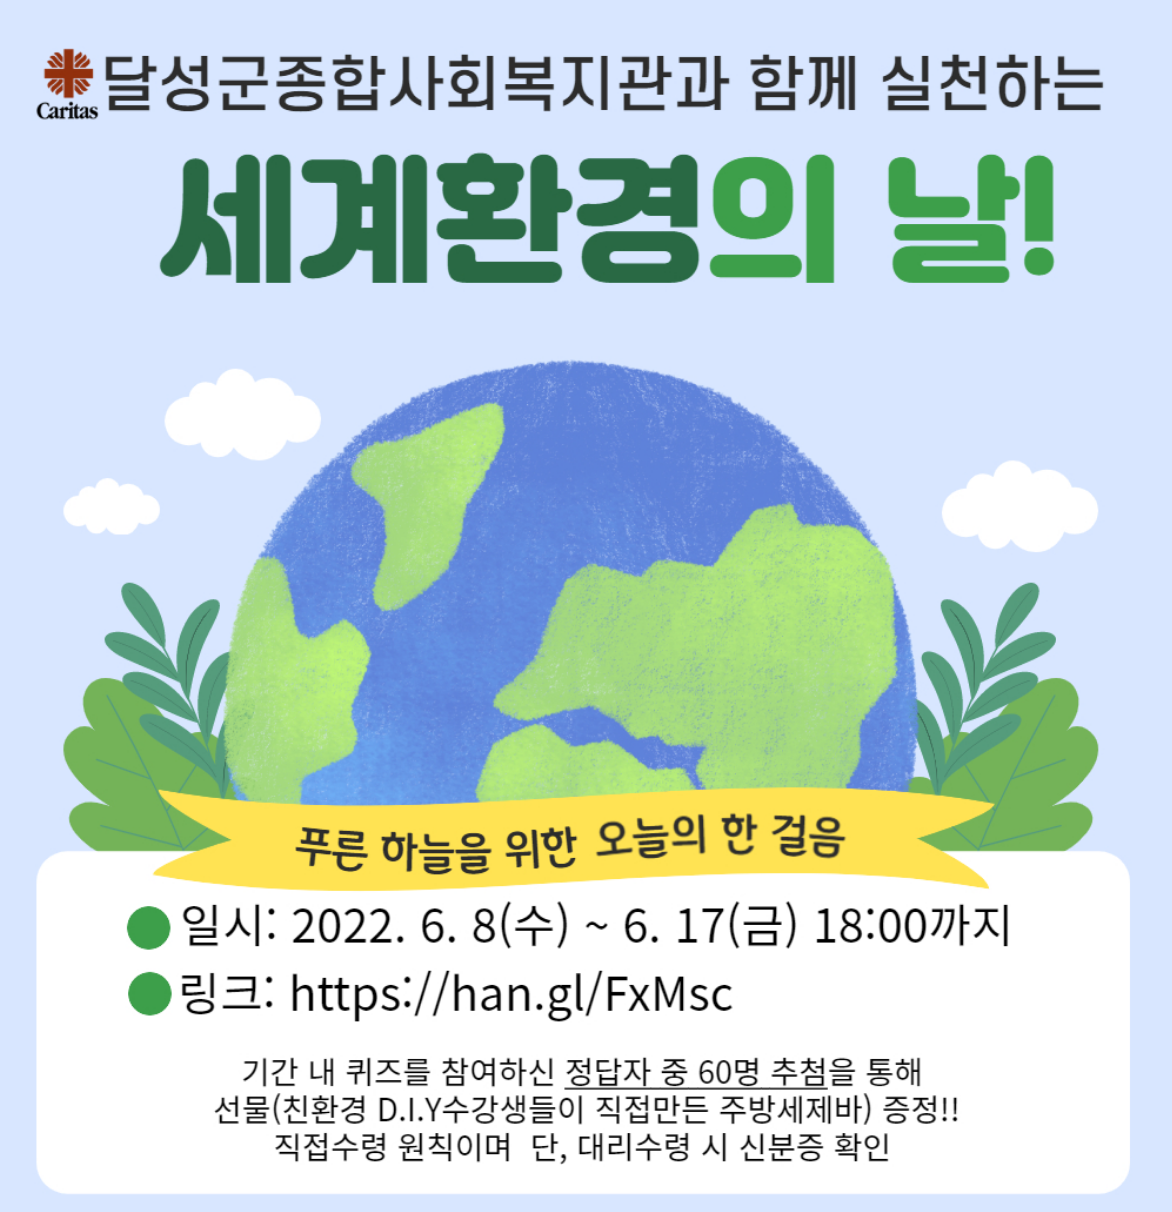 Caritas 달성군종합사회복지관과 함께 실천하는
세계환경의 날!
푸른 하늘을 위한 오늘의 한 걸음
일시: 2022. 6. 8(수) ~ 6. 17(금) 18:00까지
링크: https://han.gl/FxMsc
기간 내 퀴즈를 참여하신 정답자 중 60명 추첨을 통해
선물(친환경 D.I.Y수강생들이 직접만든 주방세제바) 증정!!
직접수령 원칙이며 단, 대리수령 시 신분증 확인